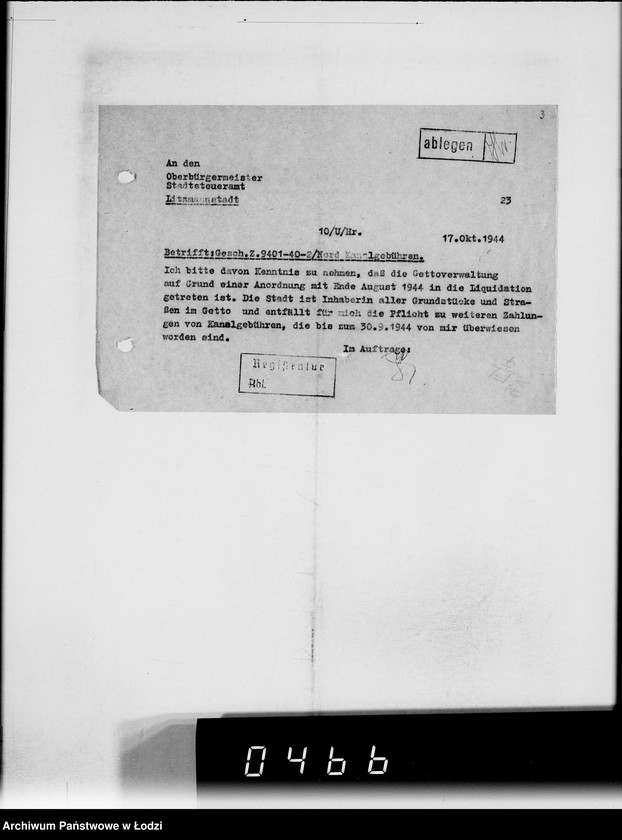 3
ablegen
An den
Oberbürgermeister
Stadtsteueramt
Litzmannstadt
23
10/U/Hr.
17.Okt.1944
Betrifft:Gesch.Z.9401-40-2/Nord Kanalgebühren.
Ich bitte davon Kenntnis zu nehmen, daß die Gettoverwaltung
auf Grund einer Anordnung mit Ende August 1944 in die Liquidation
getreten ist. Die Stadt ist Inhaberin aller Grundstücke und Stra-
ßen im Getto und entfällt für mich die Pflicht zu weiteren Zahlun-
gen von Kanalgebühren, die bis zum 30.9.1944 von mir überwiesen
worden sind.
Im Auftrage:
Registratur
Abl.
0466
Archiwum Państwowe w Łodzi